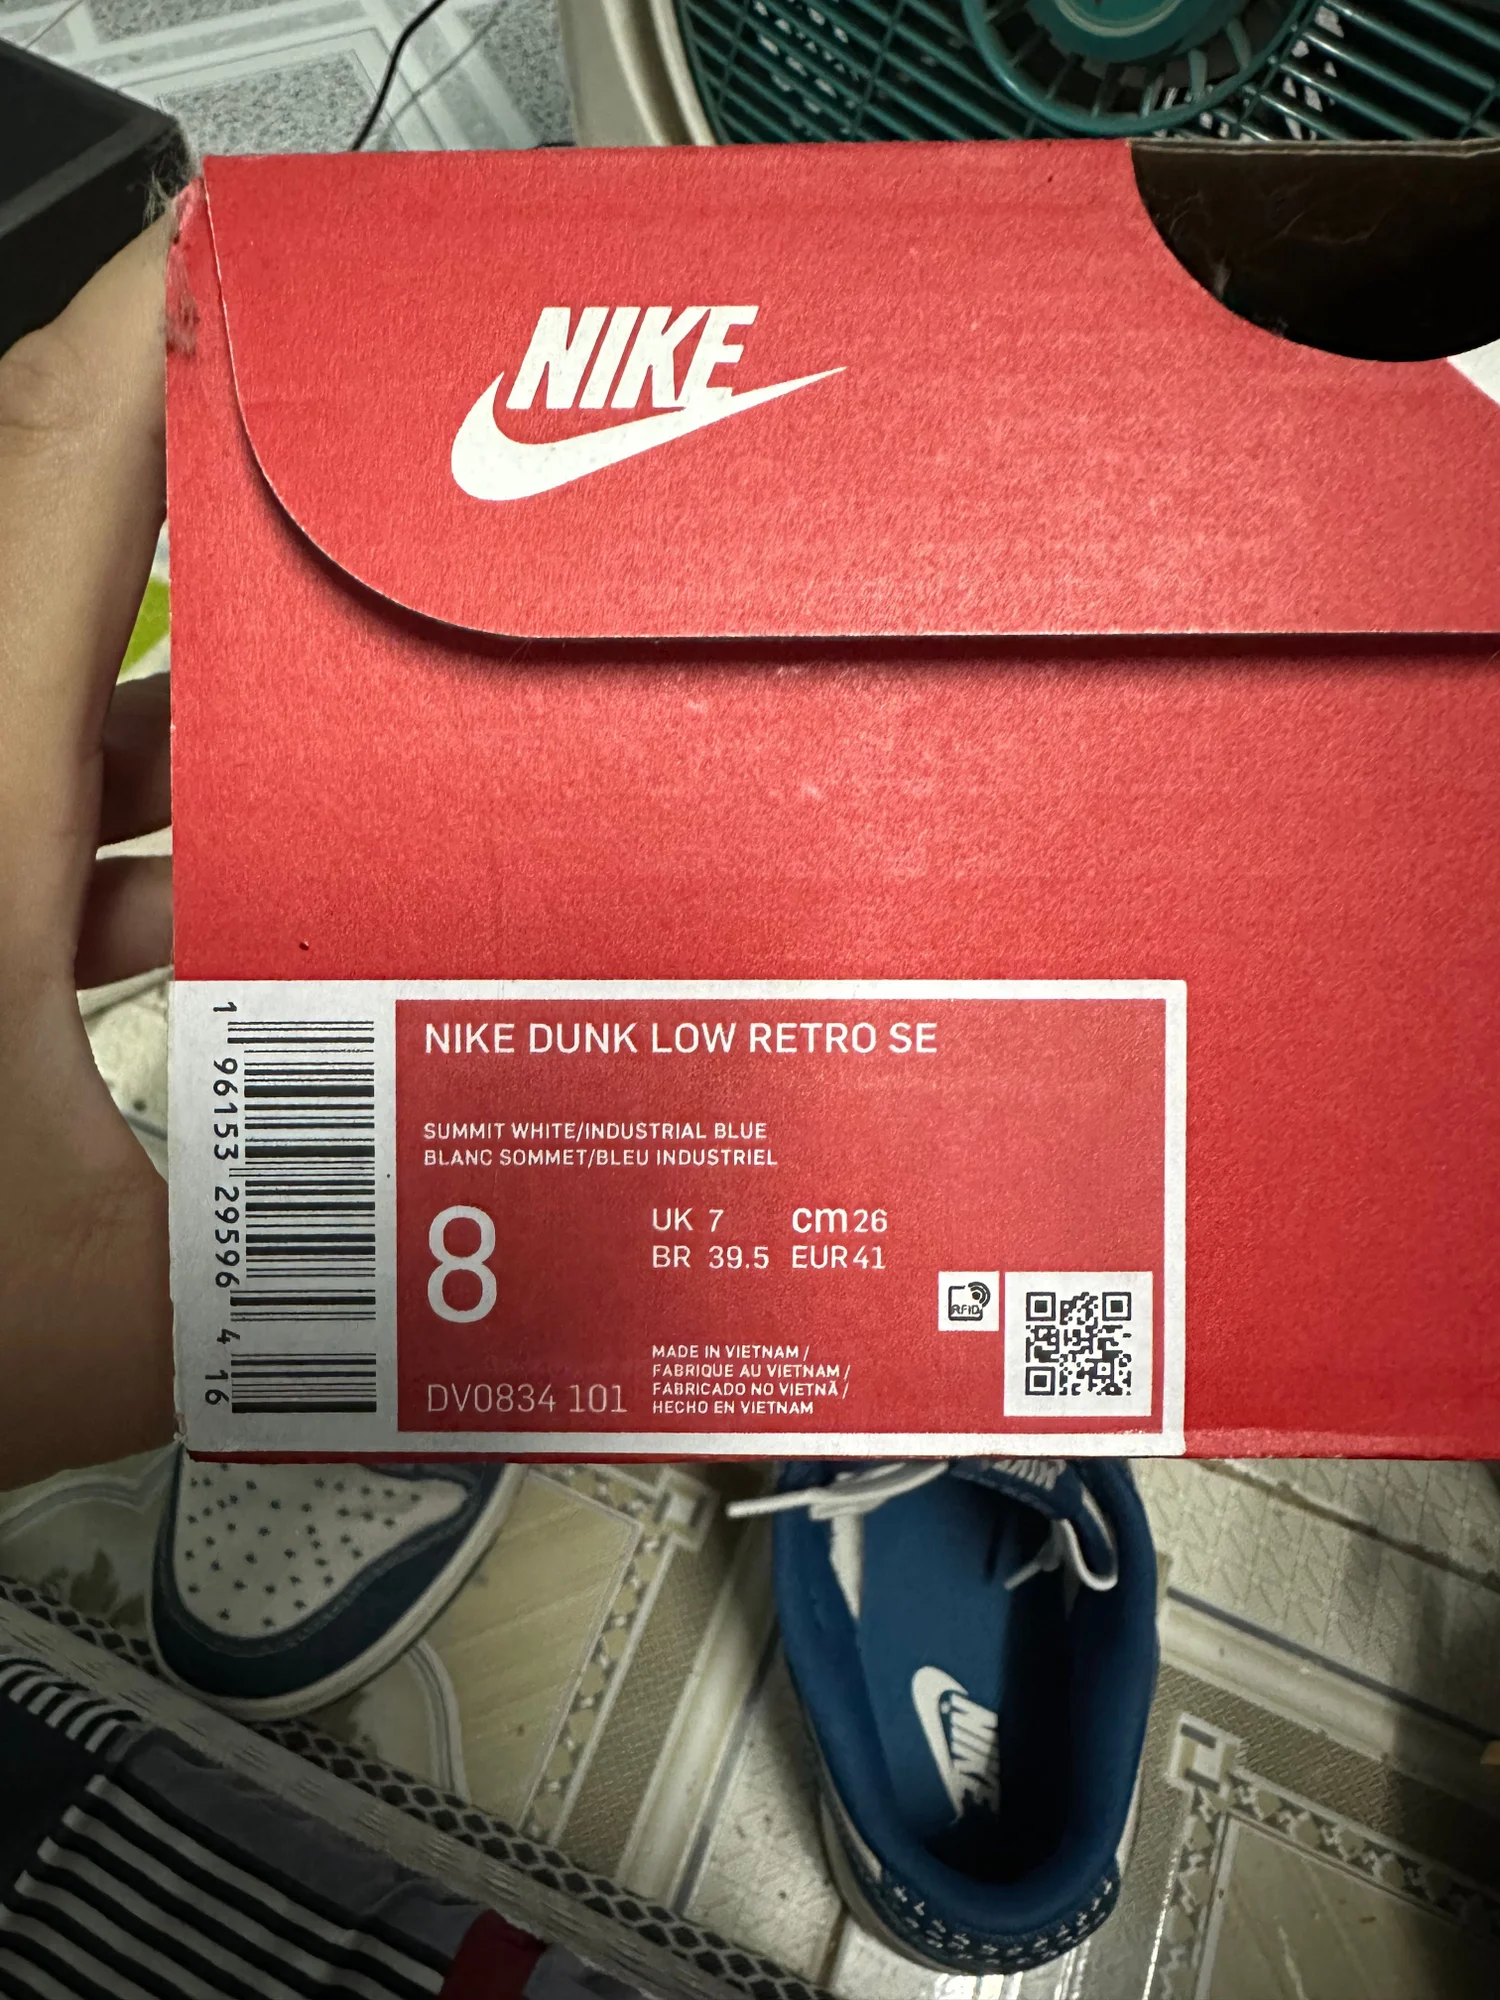 NIKE
NIKE DUNK LOW RETRO SE
SUMMIT WHITE/INDUSTRIAL BLUE
BLANC SOMMET/BLEU INDUSTRIEL
8
UK 7 cm 26
BR 39.5 EUR 41
RFID
MADE IN VIETNAM /
FABRIQUE AU VIETNAM /
FABRICADO NO VIETNÃ /
HECHO EN VIETNAM
DV0834 101
1 96153 29596 4 16
NIKE
NIKE